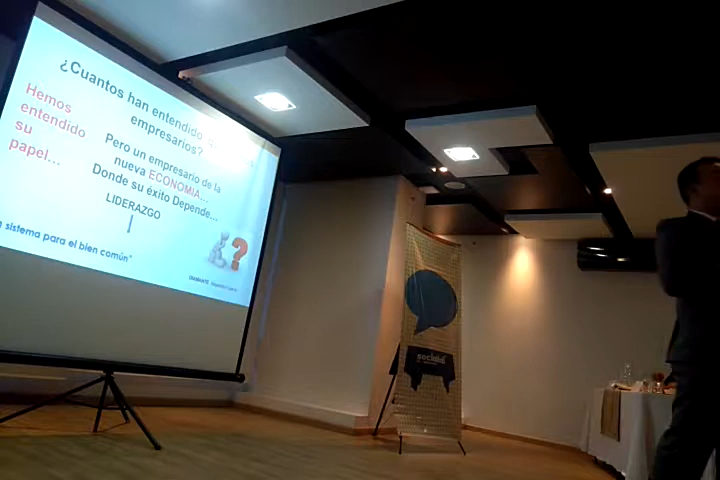 ¿Cuantos han entendido
empresarios?
Hemos
entendido
su
papel...
Pero un empresario de la
nueva ECONOMIA...
Donde su éxito Depende...
LIDERAZGO
sistema para el bien común"
?